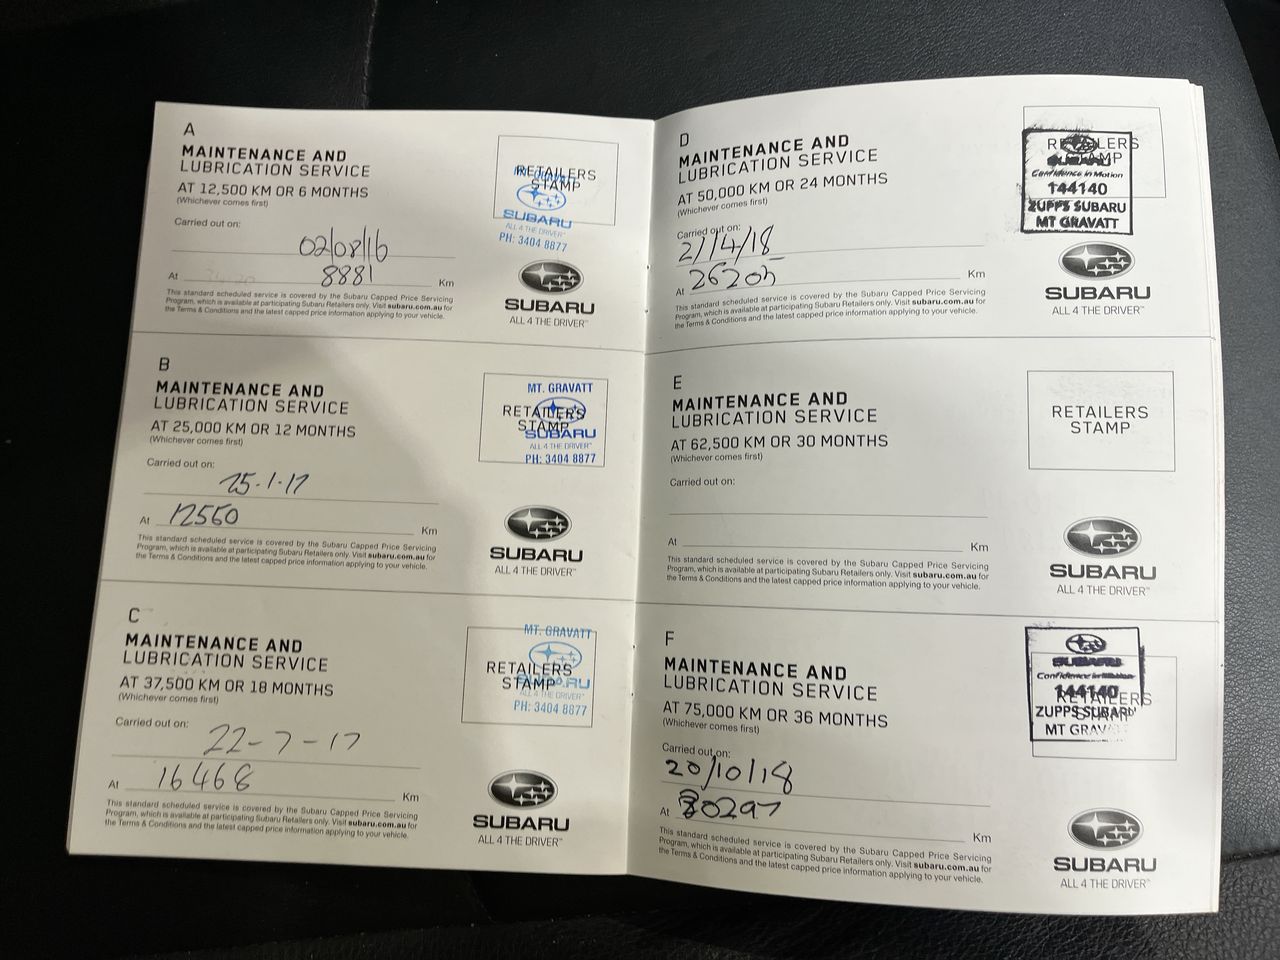 A
MAINTENANCE AND
LUBRICATION SERVICE
AT 12,500 KM OR 6 MONTHS
(Whichever comes first)
Carried out on:
02/08/16
At 8881 Km
This standard scheduled service is covered by the Subaru Capped Price Servicing
Program, which is available at participating Subaru Retailers only. Visit subaru.com.au for
the Terms & Conditions and the latest capped price information applying to your vehicle.
RETAILERS
STAMP
SUBARU
ALL 4 THE DRIVER
PH: 3404 8877
SUBARU
ALL 4 THE DRIVER™
B
MAINTENANCE AND
LUBRICATION SERVICE
AT 25,000 KM OR 12 MONTHS
(Whichever comes first)
Carried out on:
25.1.17
At 12560 Km
This standard scheduled service is covered by the Subaru Capped Price Servicing
Program, which is available at participating Subaru Retailers only. Visit subaru.com.au for
the Terms & Conditions and the latest capped price information applying to your vehicle.
MT. GRAVATT
RETAILERS
STAMP
SUBARU
ALL 4 THE DRIVER
PH: 3404 8877
SUBARU
ALL 4 THE DRIVER™
C
MAINTENANCE AND
LUBRICATION SERVICE
AT 37,500 KM OR 18 MONTHS
(Whichever comes first)
Carried out on:
22-7-17
At 16468 Km
This standard scheduled service is covered by the Subaru Capped Price Servicing
Program, which is available at participating Subaru Retailers only. Visit subaru.com.au for
the Terms & Conditions and the latest capped price information applying to your vehicle.
MT. GRAVATT
RETAILERS
STAMP
SUBARU
ALL 4 THE DRIVER
PH: 3404 8877
SUBARU
ALL 4 THE DRIVER™
D
MAINTENANCE AND
LUBRICATION SERVICE
AT 50,000 KM OR 24 MONTHS
(Whichever comes first)
Carried out on:
21/4/18
At Km
This standard scheduled service is covered by the Subaru Capped Price Servicing
Program, which is available at participating Subaru Retailers only. Visit subaru.com.au for
the Terms & Conditions and the latest capped price information applying to your vehicle.
RETAILERS
STAMP
SUBARU
Confidence in Motion
144140
ZUPPS SUBARU
MT GRAVATT
SUBARU
ALL 4 THE DRIVER™
E
MAINTENANCE AND
LUBRICATION SERVICE
AT 62,500 KM OR 30 MONTHS
(Whichever comes first)
Carried out on:
At Km
This standard scheduled service is covered by the Subaru Capped Price Servicing
Program, which is available at participating Subaru Retailers only. Visit subaru.com.au for
the Terms & Conditions and the latest capped price information applying to your vehicle.
RETAILERS
STAMP
SUBARU
ALL 4 THE DRIVER™
F
MAINTENANCE AND
LUBRICATION SERVICE
AT 75,000 KM OR 36 MONTHS
(Whichever comes first)
Carried out on:
20/10/18
At 30297 Km
This standard scheduled service is covered by the Subaru Capped Price Servicing
Program, which is available at participating Subaru Retailers only. Visit subaru.com.au for
the Terms & Conditions and the latest capped price information applying to your vehicle.
SUBARU
Confidence in Motion
144140
RETAILERS
STAMP
ZUPPS SUBARU
MT GRAVATT
SUBARU
ALL 4 THE DRIVER™